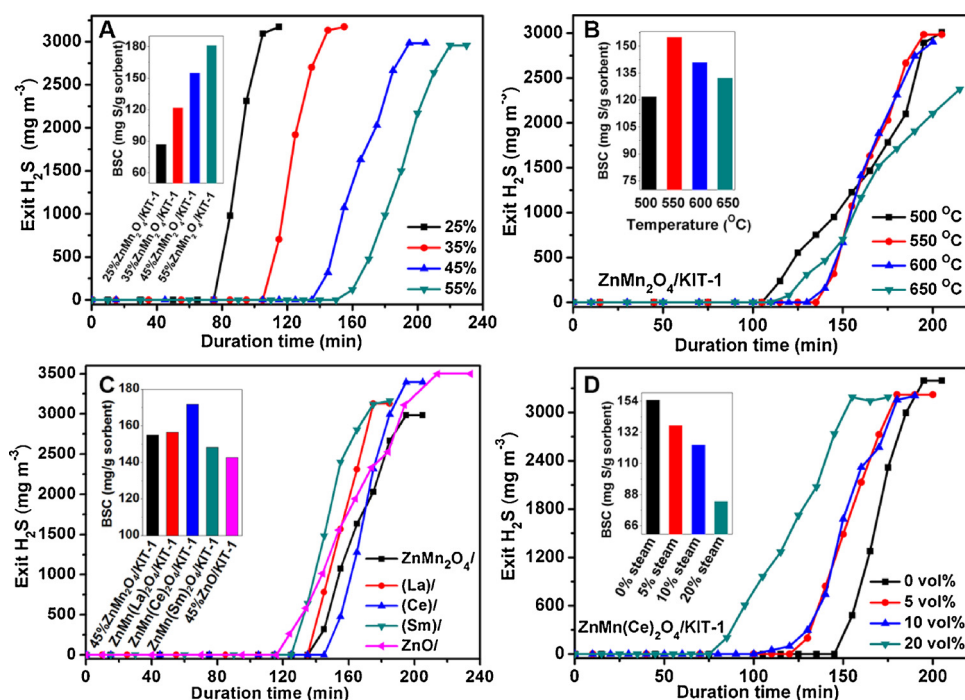 A
Exit H2S (mg m-3)
3000
2500
2000
1500
1000
500
0
0 40 80 120 160 200 240
Duration time (min)
BSC (mg S/g sorbent)
180
150
120
90
60
25%ZnMn2O4/KIT-1
35%ZnMn2O4/KIT-1
45%ZnMn2O4/KIT-1
55%ZnMn2O4/KIT-1
25%
35%
45%
55%
B
Exit H2S (mg m-3)
3000
2500
2000
1500
1000
500
0
0 50 100 150 200
Duration time (min)
BSC (mg S/g sorbent)
150
135
120
105
90
75
500 550 600 650
Temperature (OC)
ZnMn2O4/KIT-1
500 OC
550 OC
600 OC
650 OC
C
Exit H2S (mg m-3)
3500
3000
2500
2000
1500
1000
500
0
0 40 80 120 160 200 240
Duration time (min)
BSC (mg/g sorbent)
180
160
140
120
100
45%ZnMn2O4/KIT-1
ZnMn(La)2O4/KIT-1
ZnMn(Ce)2O4/KIT-1
ZnMn(Sm)2O4/KIT-1
45%ZnO/KIT-1
ZnMn2O4/
(La)/
(Ce)/
(Sm)/
ZnO/
D
Exit H2S (mg m-3)
3000
2400
1800
1200
600
0
0 50 100 150 200
Duration time (min)
BSC (mg S/g sorbent)
154
132
110
88
66
0% steam
5% steam
10% steam
20% steam
ZnMn(Ce)2O4/KIT-1
0 vol%
5 vol%
10 vol%
20 vol%